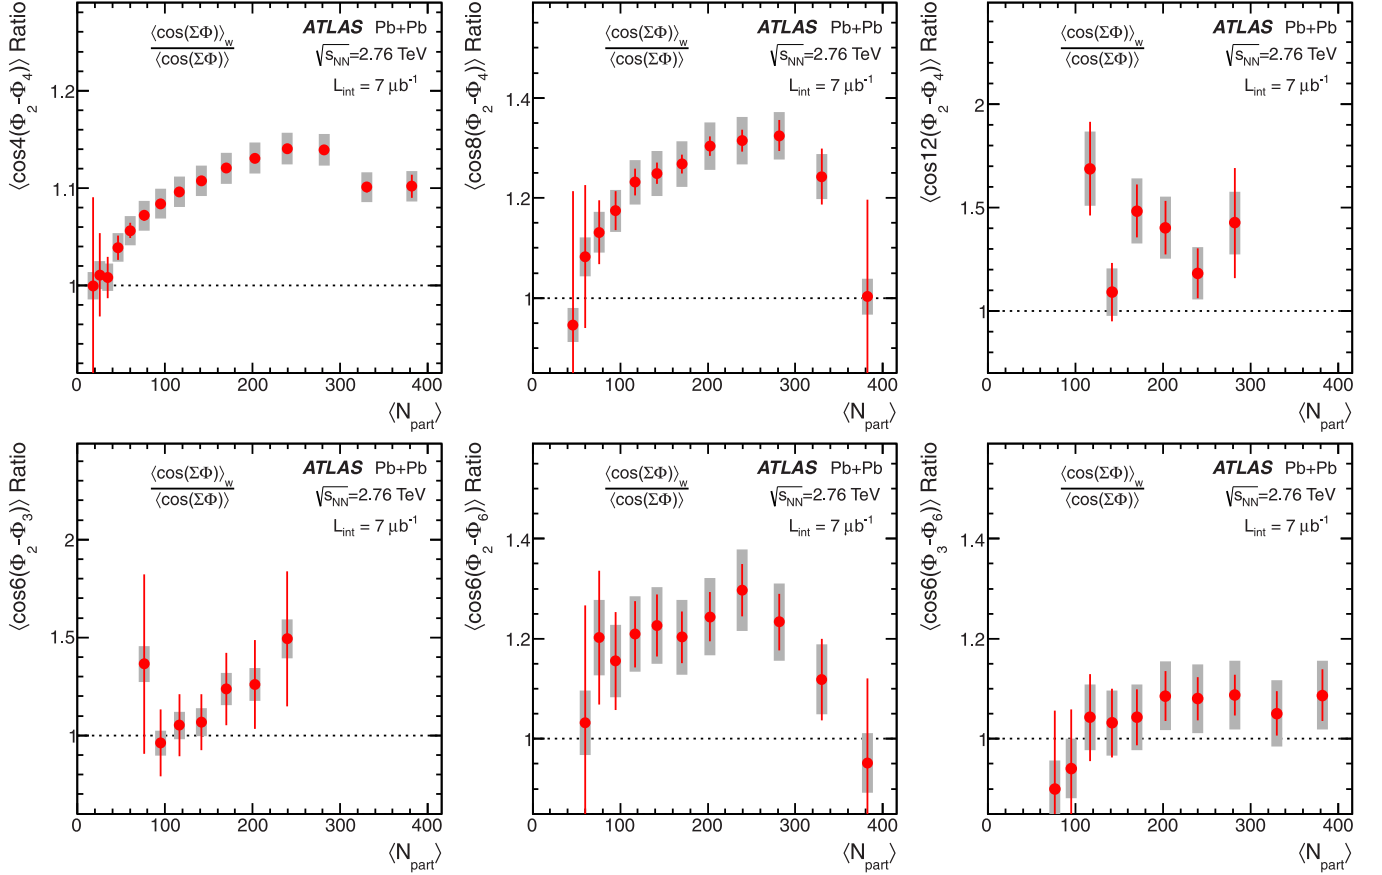 ⟨cos4(Φ2-Φ4)⟩ Ratio
⟨cos(ΣΦ)⟩w
⟨cos(ΣΦ)⟩
ATLAS Pb+Pb
√sNN=2.76 TeV
Lint = 7 μb-1
1.2
1.1
1
0 100 200 300 400
⟨Npart⟩
⟨cos8(Φ2-Φ4)⟩ Ratio
⟨cos(ΣΦ)⟩w
⟨cos(ΣΦ)⟩
ATLAS Pb+Pb
√sNN=2.76 TeV
Lint = 7 μb-1
1.4
1.2
1
0 100 200 300 400
⟨Npart⟩
⟨cos12(Φ2-Φ4)⟩ Ratio
⟨cos(ΣΦ)⟩w
⟨cos(ΣΦ)⟩
ATLAS Pb+Pb
√sNN=2.76 TeV
Lint = 7 μb-1
2
1.5
1
0 100 200 300 400
⟨Npart⟩
⟨cos6(Φ2-Φ3)⟩ Ratio
⟨cos(ΣΦ)⟩w
⟨cos(ΣΦ)⟩
ATLAS Pb+Pb
√sNN=2.76 TeV
Lint = 7 μb-1
2
1.5
1
0 100 200 300 400
⟨Npart⟩
⟨cos6(Φ2-Φ6)⟩ Ratio
⟨cos(ΣΦ)⟩w
⟨cos(ΣΦ)⟩
ATLAS Pb+Pb
√sNN=2.76 TeV
Lint = 7 μb-1
1.4
1.2
1
0 100 200 300 400
⟨Npart⟩
⟨cos6(Φ3-Φ6)⟩ Ratio
⟨cos(ΣΦ)⟩w
⟨cos(ΣΦ)⟩
ATLAS Pb+Pb
√sNN=2.76 TeV
Lint = 7 μb-1
1.4
1.2
1
0 100 200 300 400
⟨Npart⟩